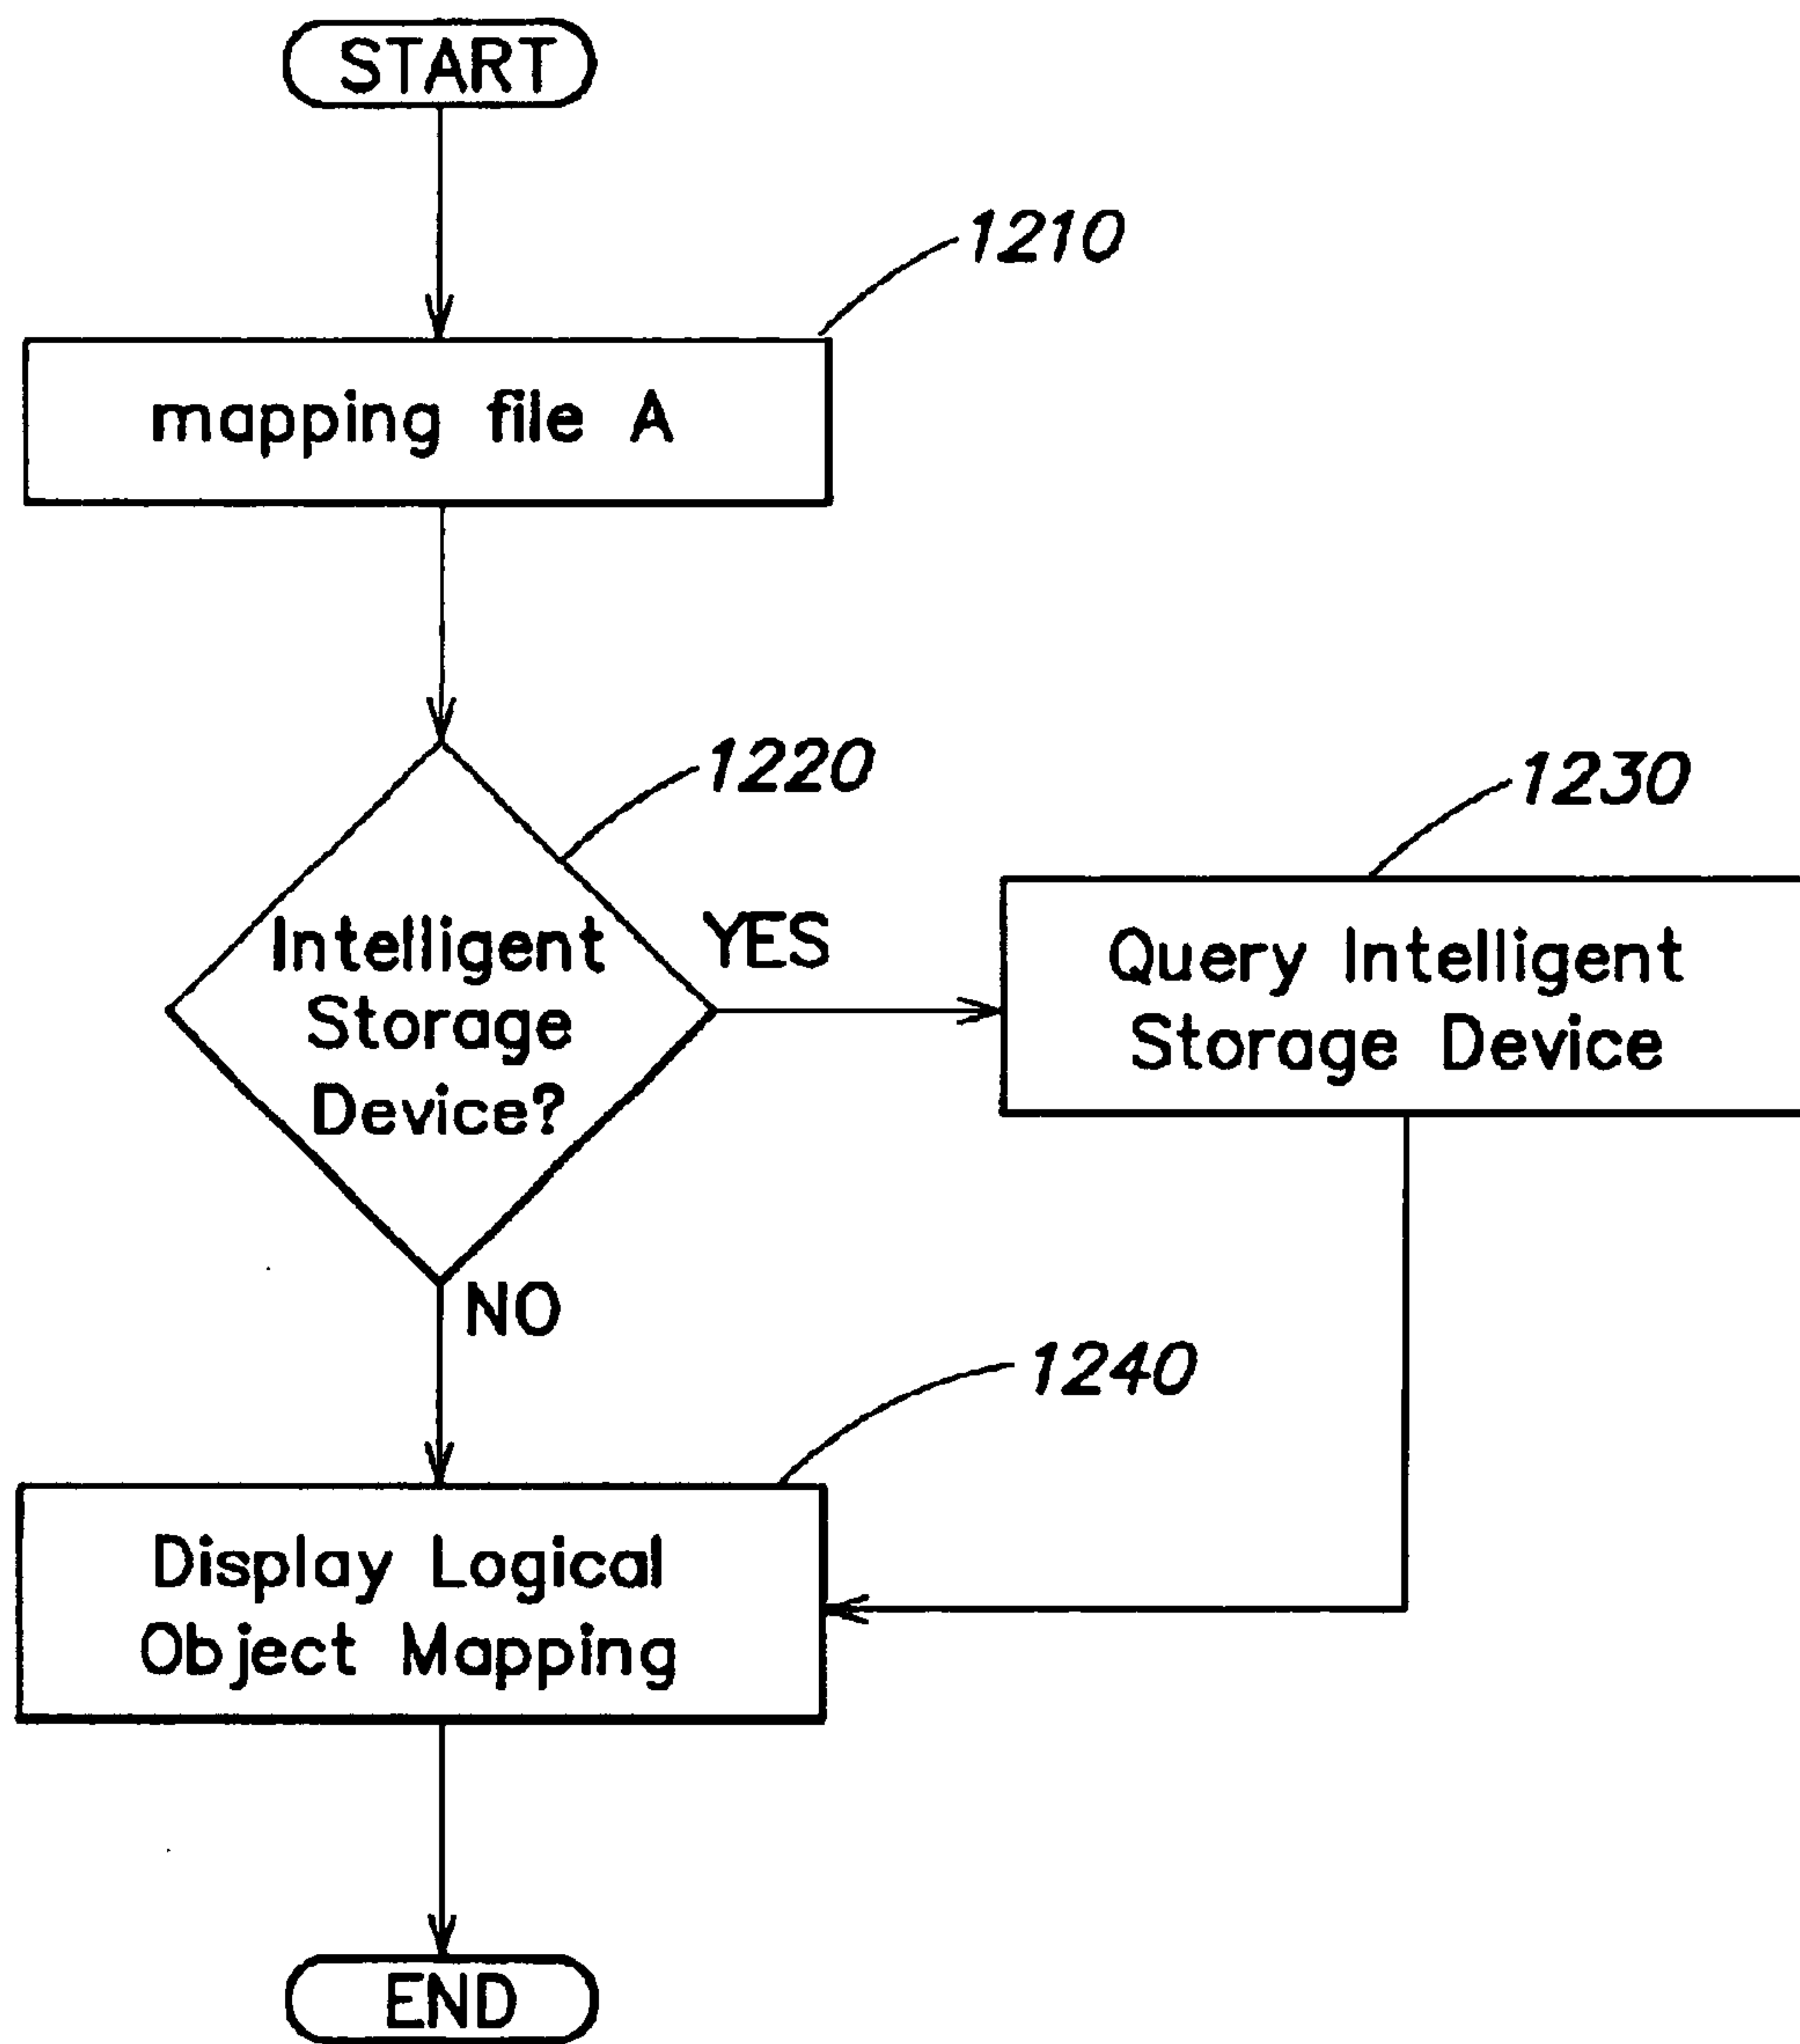 START
1210
mapping file A
1220
1230
Intelligent
Storage
Device?
YES
Query Intelligent
Storage Device
NO
1240
Display Logical
Object Mapping
END